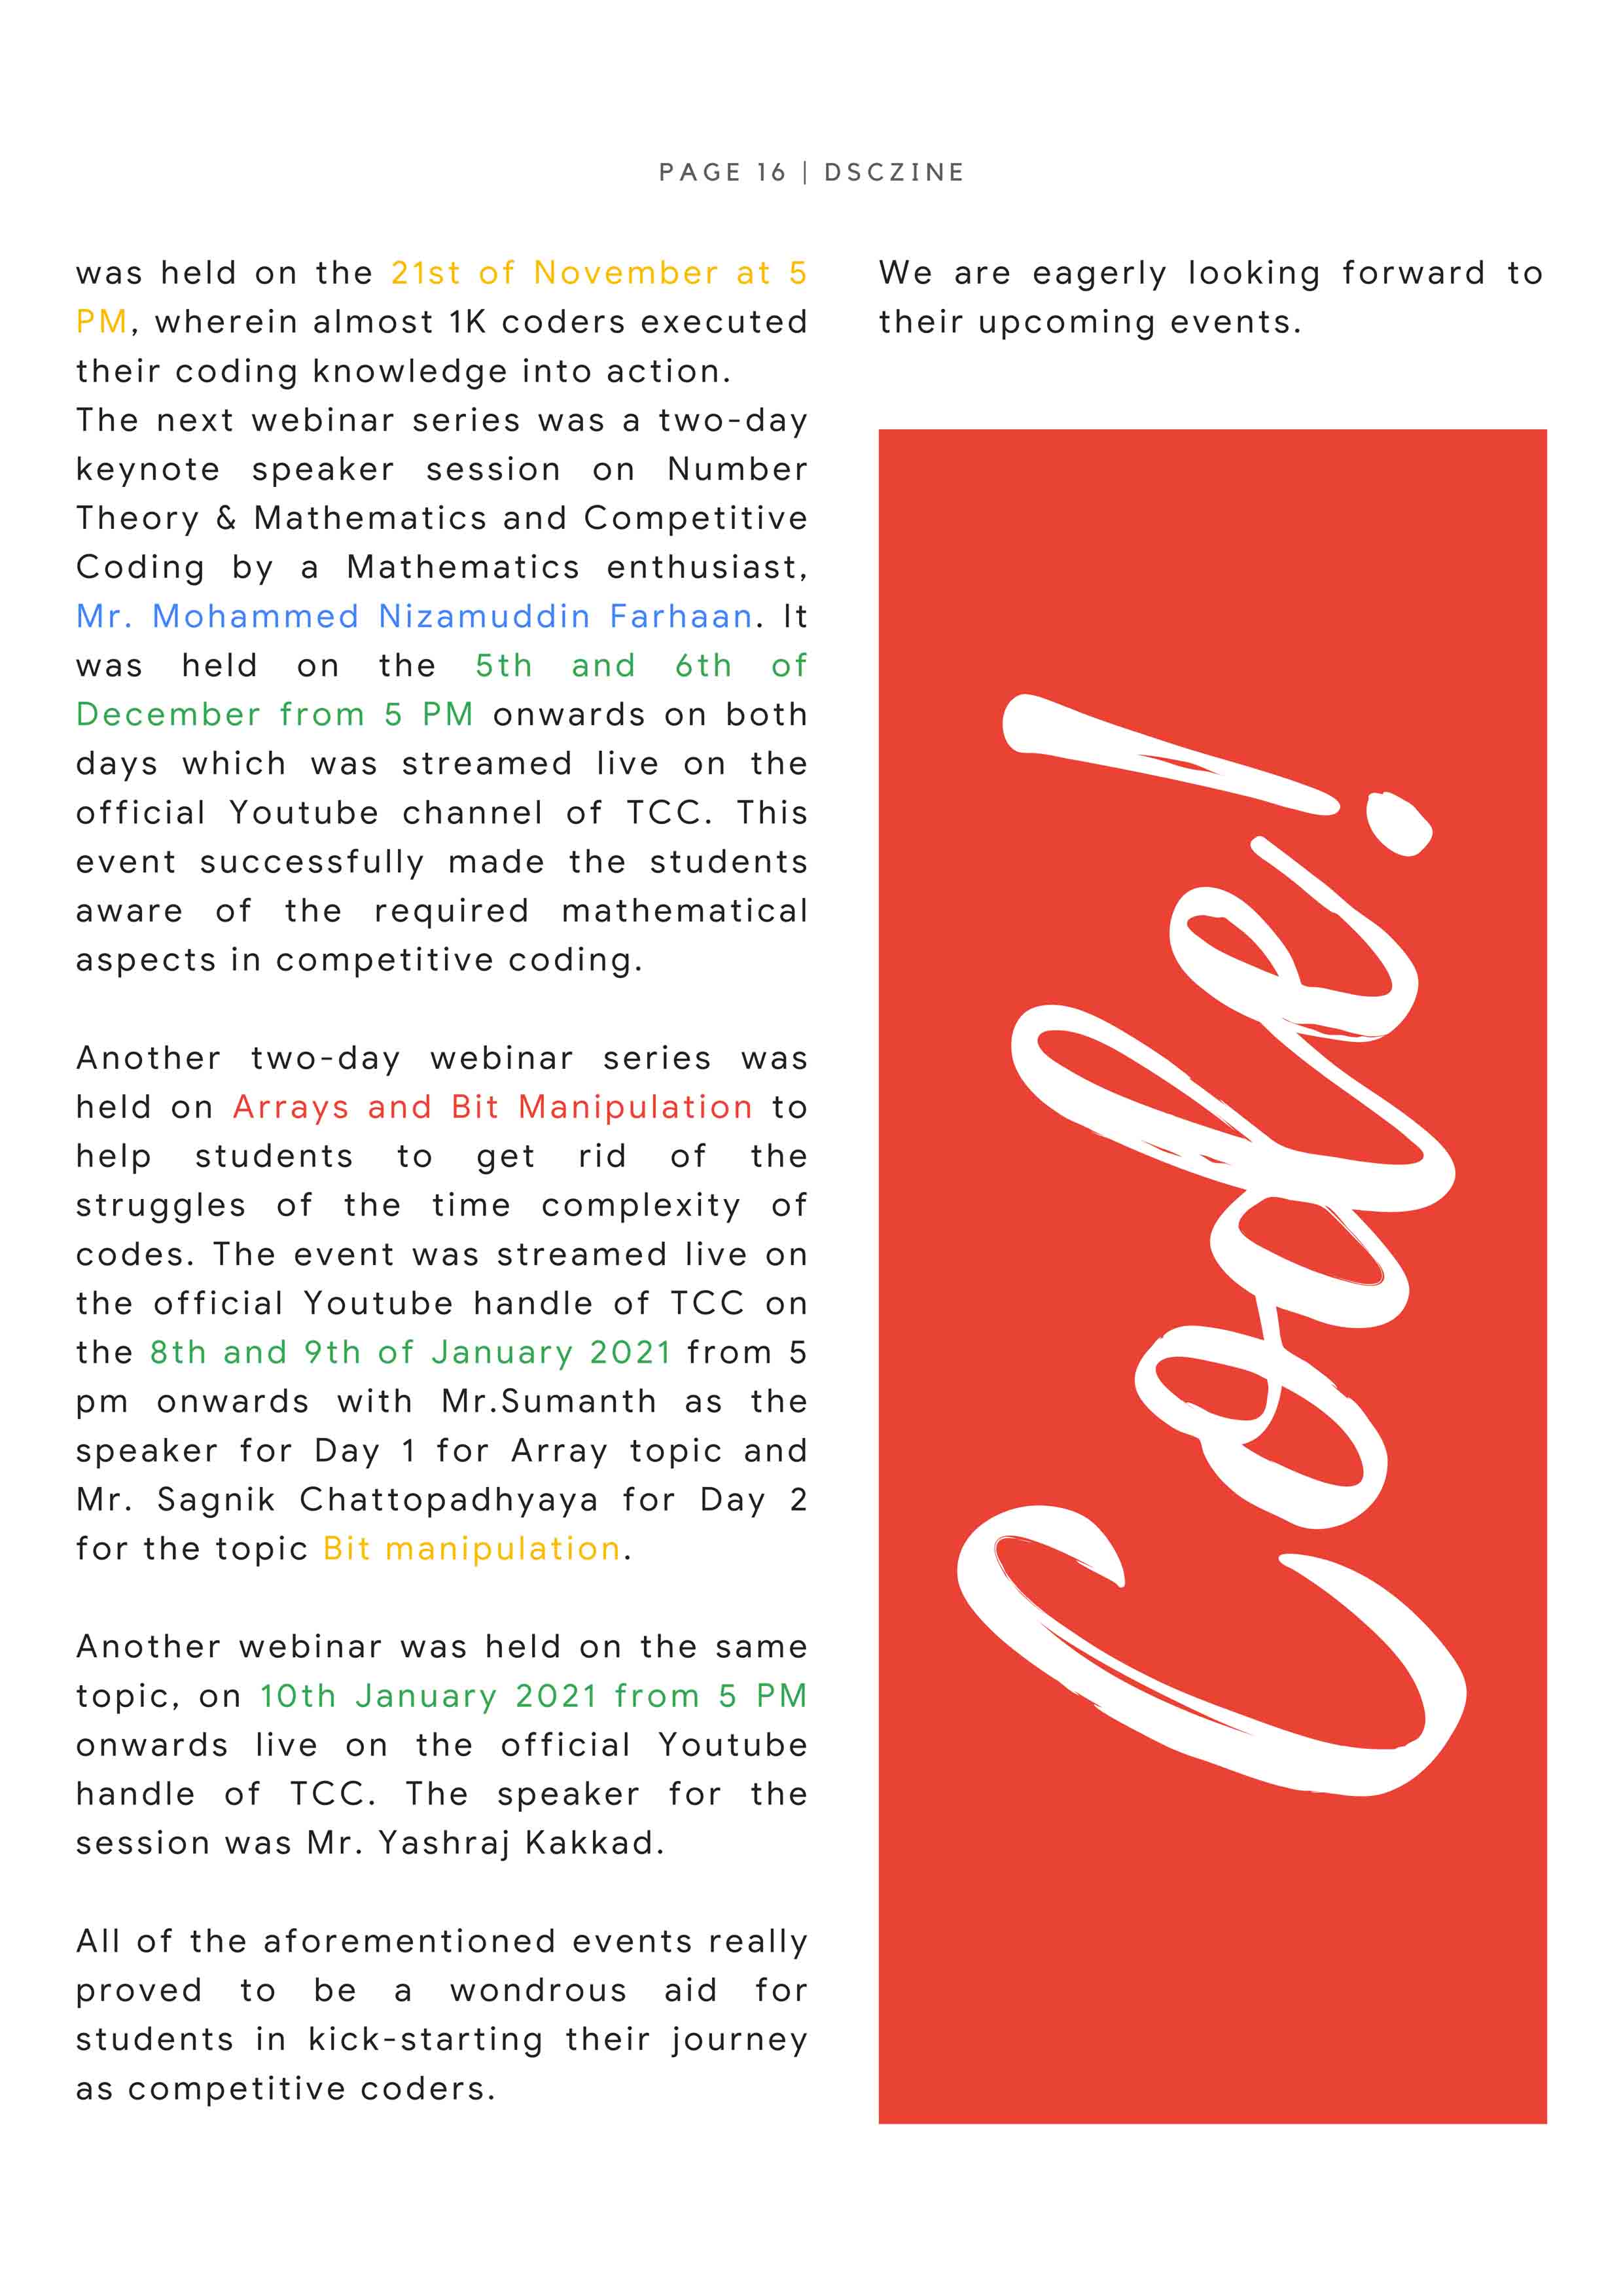 PAGE 16 | DSCZINE
was held on the 21st of November at 5
PM, wherein almost 1K coders executed
their coding knowledge into action.
The next webinar series was a two-day
keynote speaker session on Number
Theory & Mathematics and Competitive
Coding by a Mathematics enthusiast,
Mr. Mohammed Nizamuddin Farhaan. It
was held on the 5th and 6th of
December from 5 PM onwards on both
days which was streamed live on the
official Youtube channel of TCC. This
event successfully made the students
aware of the required mathematical
aspects in competitive coding.
Another two-day webinar series was
held on Arrays and Bit Manipulation to
help students to get rid of the
struggles of the time complexity of
codes. The event was streamed live on
the official Youtube handle of TCC on
the 8th and 9th of January 2021 from 5
pm onwards with Mr.Sumanth as the
speaker for Day 1 for Array topic and
Mr. Sagnik Chattopadhyaya for Day 2
for the topic Bit manipulation.
Another webinar was held on the same
topic, on 10th January 2021 from 5 PM
onwards live on the official Youtube
handle of TCC. The speaker for the
session was Mr. Yashraj Kakkad.
All of the aforementioned events really
proved to be a wondrous aid for
students in kick-starting their journey
as competitive coders.
We are eagerly looking forward to
their upcoming events.
Code!